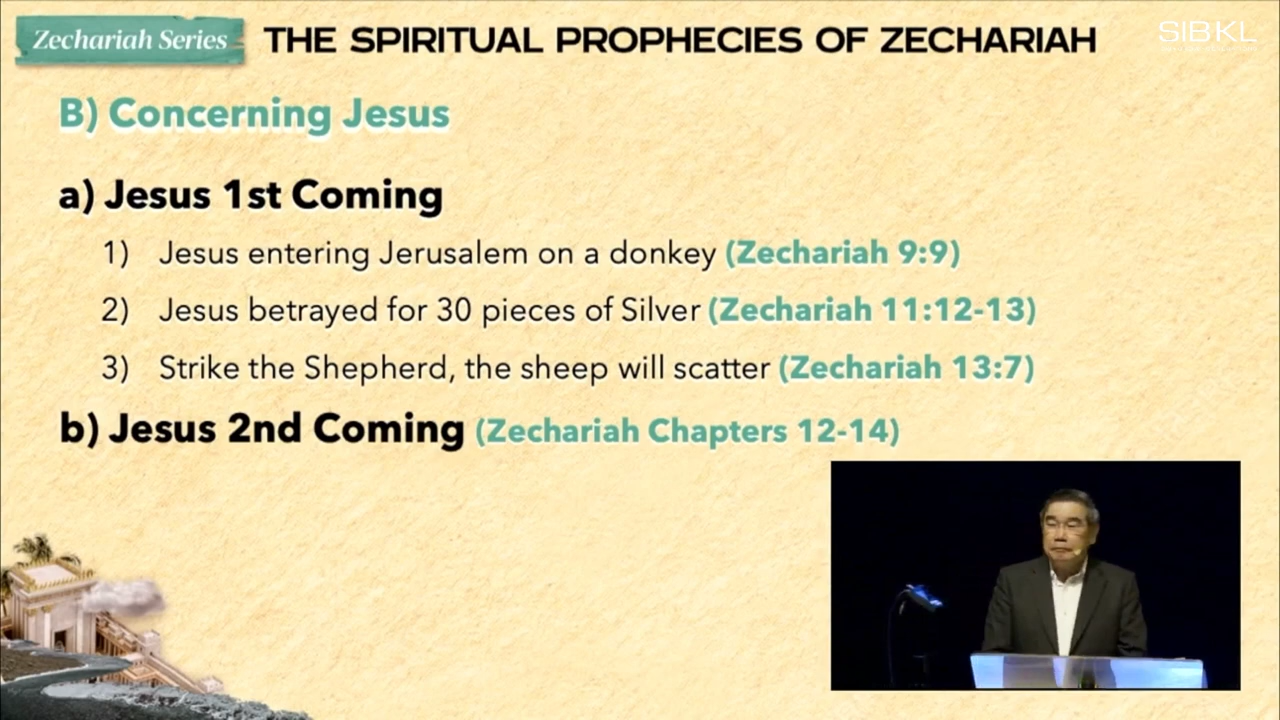 Zechariah Series
THE SPIRITUAL PROPHECIES OF ZECHARIAH
SIBKL
B) Concerning Jesus
a) Jesus 1st Coming
1) Jesus entering Jerusalem on a donkey (Zechariah 9:9)
2) Jesus betrayed for 30 pieces of Silver (Zechariah 11:12-13)
3) Strike the Shepherd, the sheep will scatter (Zechariah 13:7)
b) Jesus 2nd Coming (Zechariah Chapters 12-14)